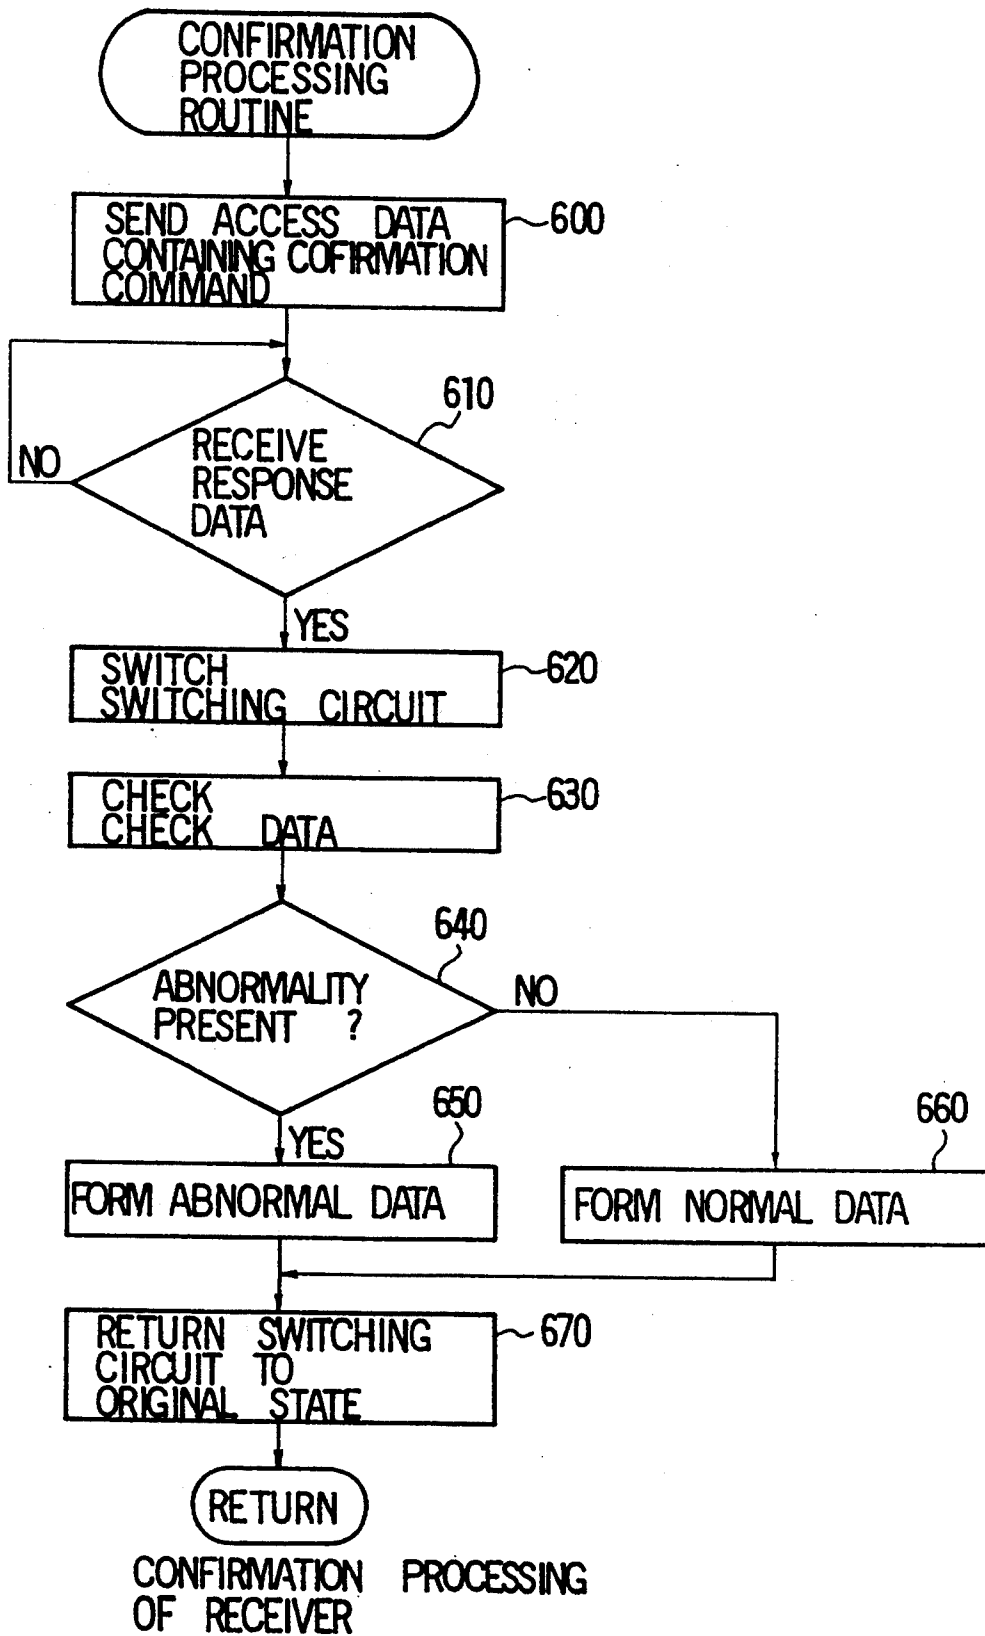 CONFIRMATION
PROCESSING
ROUTINE
SEND ACCESS DATA
CONTAINING COFIRMATION
COMMAND
600
610
RECEIVE
RESPONSE
DATA
NO
YES
SWITCH
SWITCHING CIRCUIT
620
CHECK
CHECK DATA
630
640
ABNORMALITY
PRESENT ?
NO
YES
650
FORM ABNORMAL DATA
660
FORM NORMAL DATA
RETURN SWITCHING
CIRCUIT TO
ORIGINAL STATE
670
RETURN
CONFIRMATION PROCESSING
OF RECEIVER